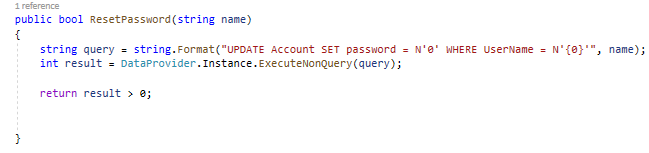 1 reference
public bool ResetPassword(string name)
{
string query = string.Format("UPDATE Account SET password = N'0' WHERE UserName = N'{0}'", name);
int result = DataProvider.Instance.ExecuteNonQuery(query);
return result > 0;
}